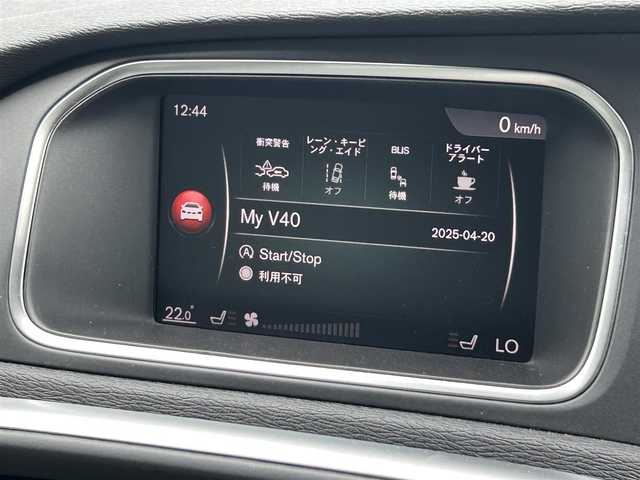 12:44
0 km/h
衝突警告
待機
レーン・キーピ
ング・エイド
オフ
BLIS
待機
ドライバー
アラート
オフ
My V40
2025-04-20
Start/Stop
利用不可
22.0°
LO